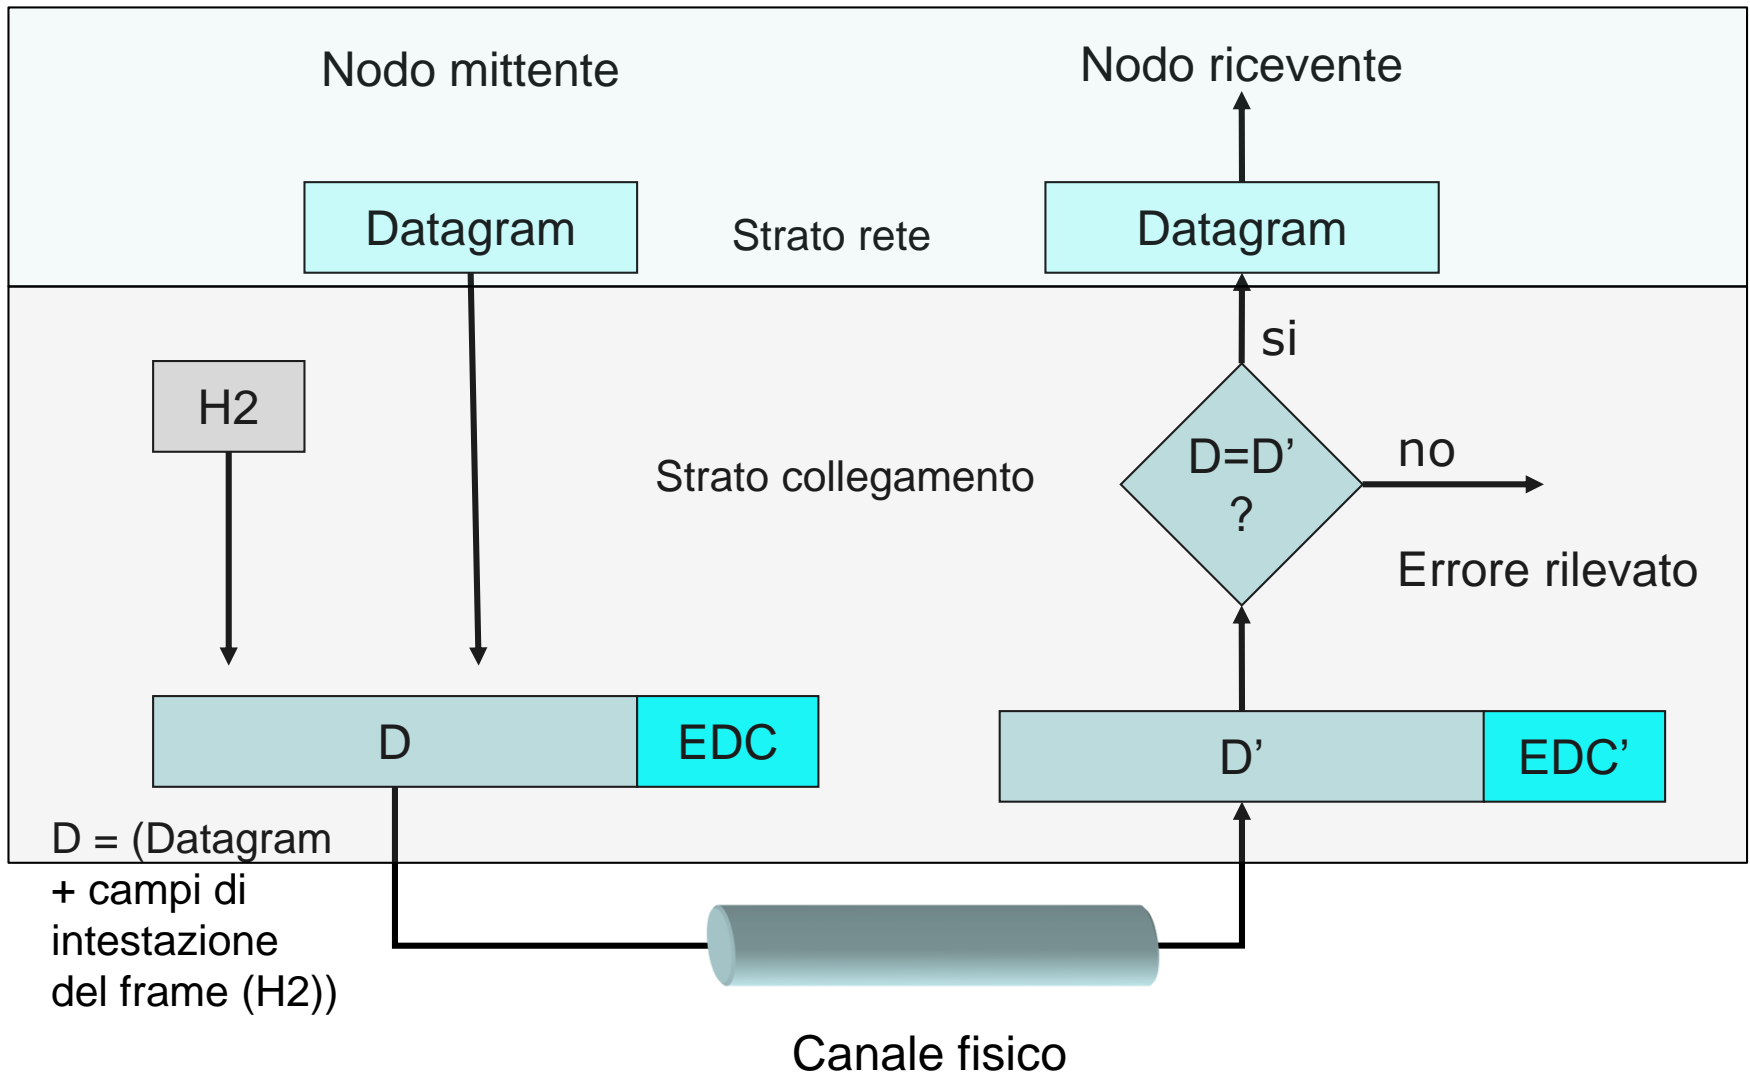 Nodo mittente
Nodo ricevente
Datagram
Strato rete
Datagram
si
H2
Strato collegamento
D=D’
?
no
Errore rilevato
D
EDC
D’
EDC’
D = (Datagram
+ campi di
intestazione
del frame (H2))
Canale fisico